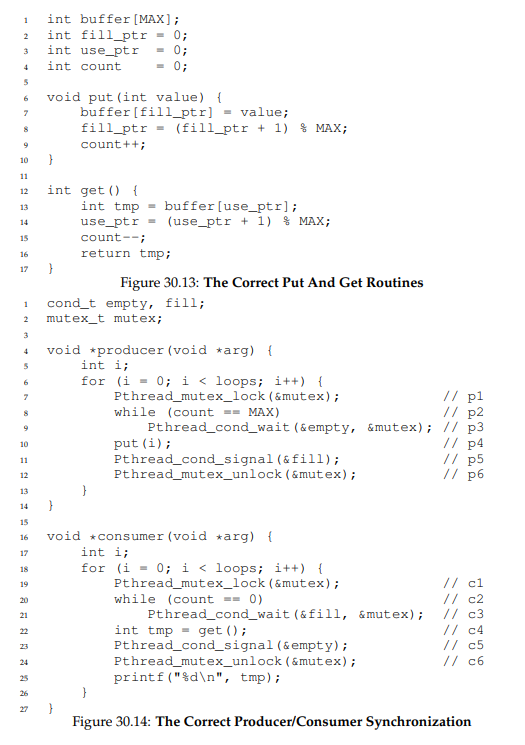 1 int buffer[MAX];
2 int fill_ptr = 0;
3 int use_ptr  = 0;
4 int count    = 0;
5
6 void put(int value) {
7     buffer[fill_ptr] = value;
8     fill_ptr = (fill_ptr + 1) % MAX;
9     count++;
10 }
11
12 int get() {
13     int tmp = buffer[use_ptr];
14     use_ptr = (use_ptr + 1) % MAX;
15     count--;
16     return tmp;
17 }
Figure 30.13: The Correct Put And Get Routines
1 cond_t empty, fill;
2 mutex_t mutex;
3
4 void *producer(void *arg) {
5     int i;
6     for (i = 0; i < loops; i++) {
7         Pthread_mutex_lock(&mutex);             // p1
8         while (count == MAX)                    // p2
9             Pthread_cond_wait(&empty, &mutex);  // p3
10         put(i);                                 // p4
11         Pthread_cond_signal(&fill);             // p5
12         Pthread_mutex_unlock(&mutex);           // p6
13     }
14 }
15
16 void *consumer(void *arg) {
17     int i;
18     for (i = 0; i < loops; i++) {
19         Pthread_mutex_lock(&mutex);             // c1
20         while (count == 0)                      // c2
21             Pthread_cond_wait(&fill, &mutex);   // c3
22         int tmp = get();                        // c4
23         Pthread_cond_signal(&empty);            // c5
24         Pthread_mutex_unlock(&mutex);           // c6
25         printf("%d\n", tmp);
26     }
27 }
Figure 30.14: The Correct Producer/Consumer Synchronization